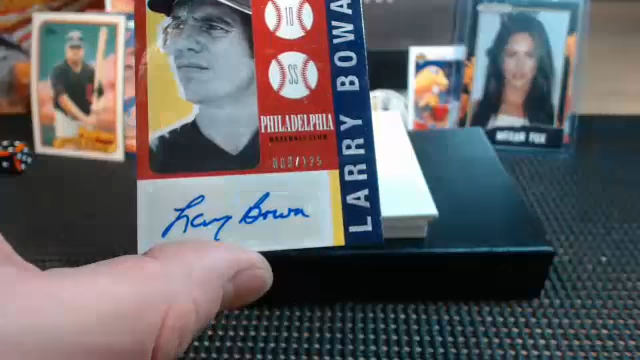 10
SS
PHILADELPHIA
BASEBALL CLUB
LARRY BOWA
Larry Bowa
MEGAN FOX